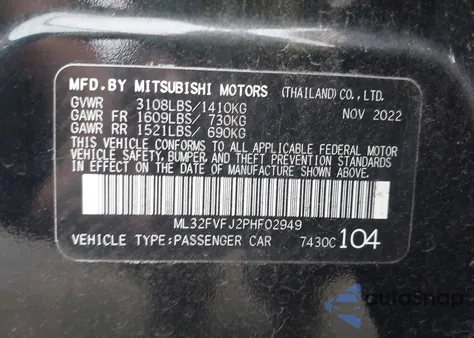 MFD.BY MITSUBISHI MOTORS (THAILAND)CO.,LTD.
GVWR 3108LBS/1410KG NOV 2022
GAWR FR 1609LBS/ 730KG
GAWR RR 1521LBS/ 690KG
THIS VEHICLE CONFORMS TO ALL APPLICABLE FEDERAL MOTOR
VEHICLE SAFETY, BUMPER, AND THEFT PREVENTION STANDARDS
IN EFFECT ON THE DATE OF MANUFACTURE SHOWN ABOVE.
ML32FVFJ2PHF02949
VEHICLE TYPE:PASSENGER CAR 7430C 104
autoSnap